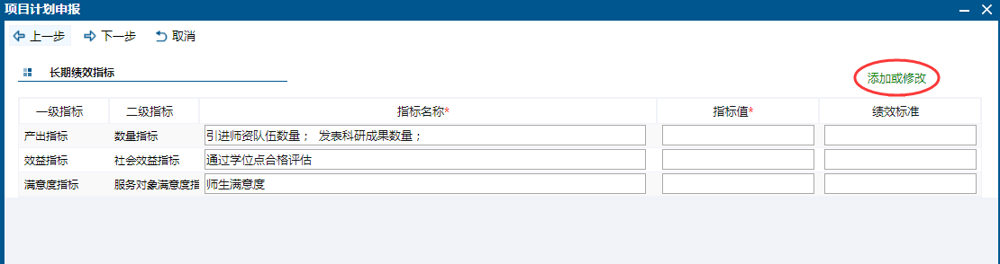 项目计划申报
上一步 下一步 取消
长期绩效指标
添加或修改
一级指标 二级指标 指标名称* 指标值* 绩效标准
产出指标 数量指标 引进师资队伍数量； 发表科研成果数量；
效益指标 社会效益指标 通过学位点合格评估
满意度指标 服务对象满意度指 师生满意度